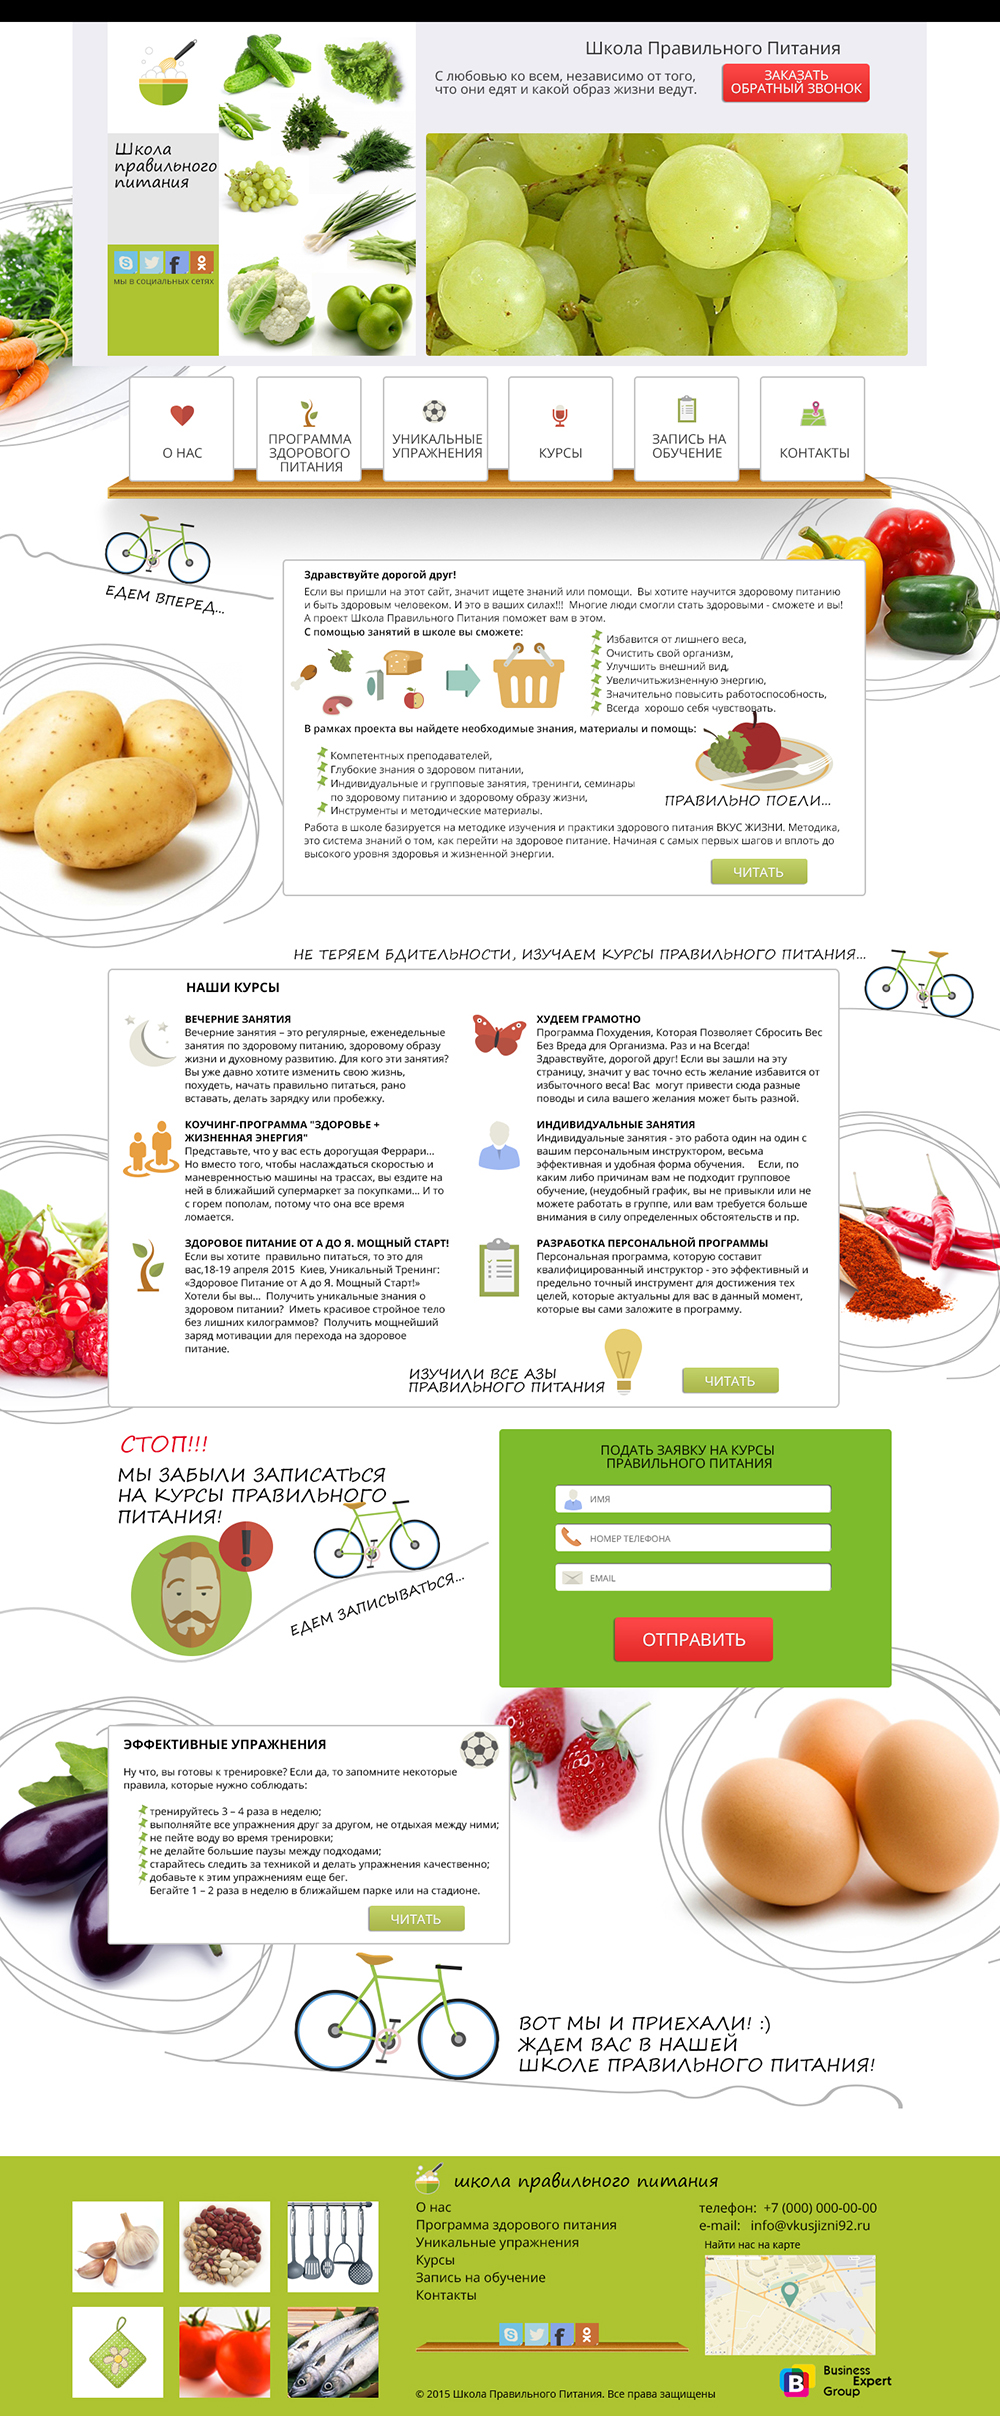 Школа Правильного Питания
С любовью ко всем, независимо от того,
что они едят и какой образ жизни ведут.
ЗАКАЗАТЬ
ОБРАТНЫЙ ЗВОНОК
Школа
правильного
питания
мы в социальных сетях
О НАС
ПРОГРАММА
ЗДОРОВОГО
ПИТАНИЯ
УНИКАЛЬНЫЕ
УПРАЖНЕНИЯ
КУРСЫ
ЗАПИСЬ НА
ОБУЧЕНИЕ
КОНТАКТЫ
ЕДЕМ ВПЕРЕД...
Здравствуйте дорогой друг!
Если вы пришли на этот сайт, значит ищете знаний или помощи. Вы хотите научится здоровому питанию
и быть здоровым человеком. И это в ваших силах!!! Многие люди смогли стать здоровыми - сможете и вы!
А проект Школа Правильного Питания поможет вам в этом.
С помощью занятий в школе вы сможете:
Избавится от лишнего веса,
Очистить свой организм,
Улучшить внешний вид,
Увеличитьжизненную энергию,
Значительно повысить работоспособность,
Всегда хорошо себя чувствовать.
В рамках проекта вы найдете необходимые знания, материалы и помощь:
Компетентных преподавателей,
Глубокие знания о здоровом питании,
Индивидуальные и групповые занятия, тренинги, семинары
по здоровому питанию и здоровому образу жизни,
Инструменты и методические материалы.
ПРАВИЛЬНО ПОЕЛИ...
Работа в школе базируется на методике изучения и практики здорового питания ВКУС ЖИЗНИ. Методика,
это система знаний о том, как перейти на здоровое питание. Начиная с самых первых шагов и вплоть до
высокого уровня здоровья и жизненной энергии.
ЧИТАТЬ
НЕ ТЕРЯЕМ БДИТЕЛЬНОСТИ, ИЗУЧАЕМ КУРСЫ ПРАВИЛЬНОГО ПИТАНИЯ...
НАШИ КУРСЫ
ВЕЧЕРНИЕ ЗАНЯТИЯ
Вечерние занятия – это регулярные, еженедельные
занятия по здоровому питанию, здоровому образу
жизни и духовному развитию. Для кого эти занятия?
Вы уже давно хотите изменить свою жизнь,
похудеть, начать правильно питаться, рано
вставать, делать зарядку или пробежку.
ХУДЕЕМ ГРАМОТНО
Программа Похудения, Которая Позволяет Сбросить Вес
Без Вреда для Организма. Раз и на Всегда!
Здравствуйте, дорогой друг! Если вы зашли на эту
страницу, значит у вас точно есть желание избавится от
избыточного веса! Вас могут привести сюда разные
поводы и сила вашего желания может быть разной.
КОУЧИНГ-ПРОГРАММА "ЗДОРОВЬЕ +
ЖИЗНЕННАЯ ЭНЕРГИЯ"
Представьте, что у вас есть дорогущая Феррари...
Но вместо того, чтобы наслаждаться скоростью и
маневренностью машины на трассах, вы ездите на
ней в ближайший супермаркет за покупками... И то
с горем пополам, потому что она все время
ломается.
ИНДИВИДУАЛЬНЫЕ ЗАНЯТИЯ
Индивидуальные занятия - это работа один на один с
вашим персональным инструктором, весьма
эффективная и удобная форма обучения. Если, по
каким либо причинам вам не подходит групповое
обучение, (неудобный график, вы не привыкли или не
можете работать в группе, или вам требуется больше
внимания в силу определенных обстоятельств и пр.
ЗДОРОВОЕ ПИТАНИЕ ОТ А ДО Я. МОЩНЫЙ СТАРТ!
Если вы хотите правильно питаться, то это для
вас,18-19 апреля 2015 Киев, Уникальный Тренинг:
«Здоровое Питание от А до Я. Мощный Старт!»
Хотели бы вы... Получить уникальные знания о
здоровом питании? Иметь красивое стройное тело
без лишних килограммов? Получить мощнейший
заряд мотивации для перехода на здоровое
питание.
РАЗРАБОТКА ПЕРСОНАЛЬНОЙ ПРОГРАММЫ
Персональная программа, которую составит
квалифицированный инструктор - это эффективный и
предельно точный инструмент для достижения тех
целей, которые актуальны для вас в данный момент,
которые вы сами заложите в программу.
ИЗУЧИЛИ ВСЕ АЗЫ
ПРАВИЛЬНОГО ПИТАНИЯ
ЧИТАТЬ
СТОП!!!
МЫ ЗАБЫЛИ ЗАПИСАТЬСЯ
НА КУРСЫ ПРАВИЛЬНОГО
ПИТАНИЯ!
ЕДЕМ ЗАПИСЫВАТЬСЯ...
ПОДАТЬ ЗАЯВКУ НА КУРСЫ
ПРАВИЛЬНОГО ПИТАНИЯ
ИМЯ
НОМЕР ТЕЛЕФОНА
EMAIL
ОТПРАВИТЬ
ЭФФЕКТИВНЫЕ УПРАЖНЕНИЯ
Ну что, вы готовы к тренировке? Если да, то запомните некоторые
правила, которые нужно соблюдать:
тренируйтесь 3 – 4 раза в неделю;
выполняйте все упражнения друг за другом, не отдыхая между ними;
не пейте воду во время тренировки;
не делайте большие паузы между подходами;
старайтесь следить за техникой и делать упражнения качественно;
добавьте к этим упражнениям еще бег.
Бегайте 1 – 2 раза в неделю в ближайшем парке или на стадионе.
ЧИТАТЬ
ВОТ МЫ И ПРИЕХАЛИ! :)
ЖДЕМ ВАС В НАШЕЙ
ШКОЛЕ ПРАВИЛЬНОГО ПИТАНИЯ!
школа правильного питания
О нас
Программа здорового питания
Уникальные упражнения
Курсы
Запись на обучение
Контакты
телефон: +7 (000) 000-00-00
e-mail: info@vkusjizni92.ru
Найти нас на карте
© 2015 Школа Правильного Питания. Все права защищены
B
Business
Expert
Group